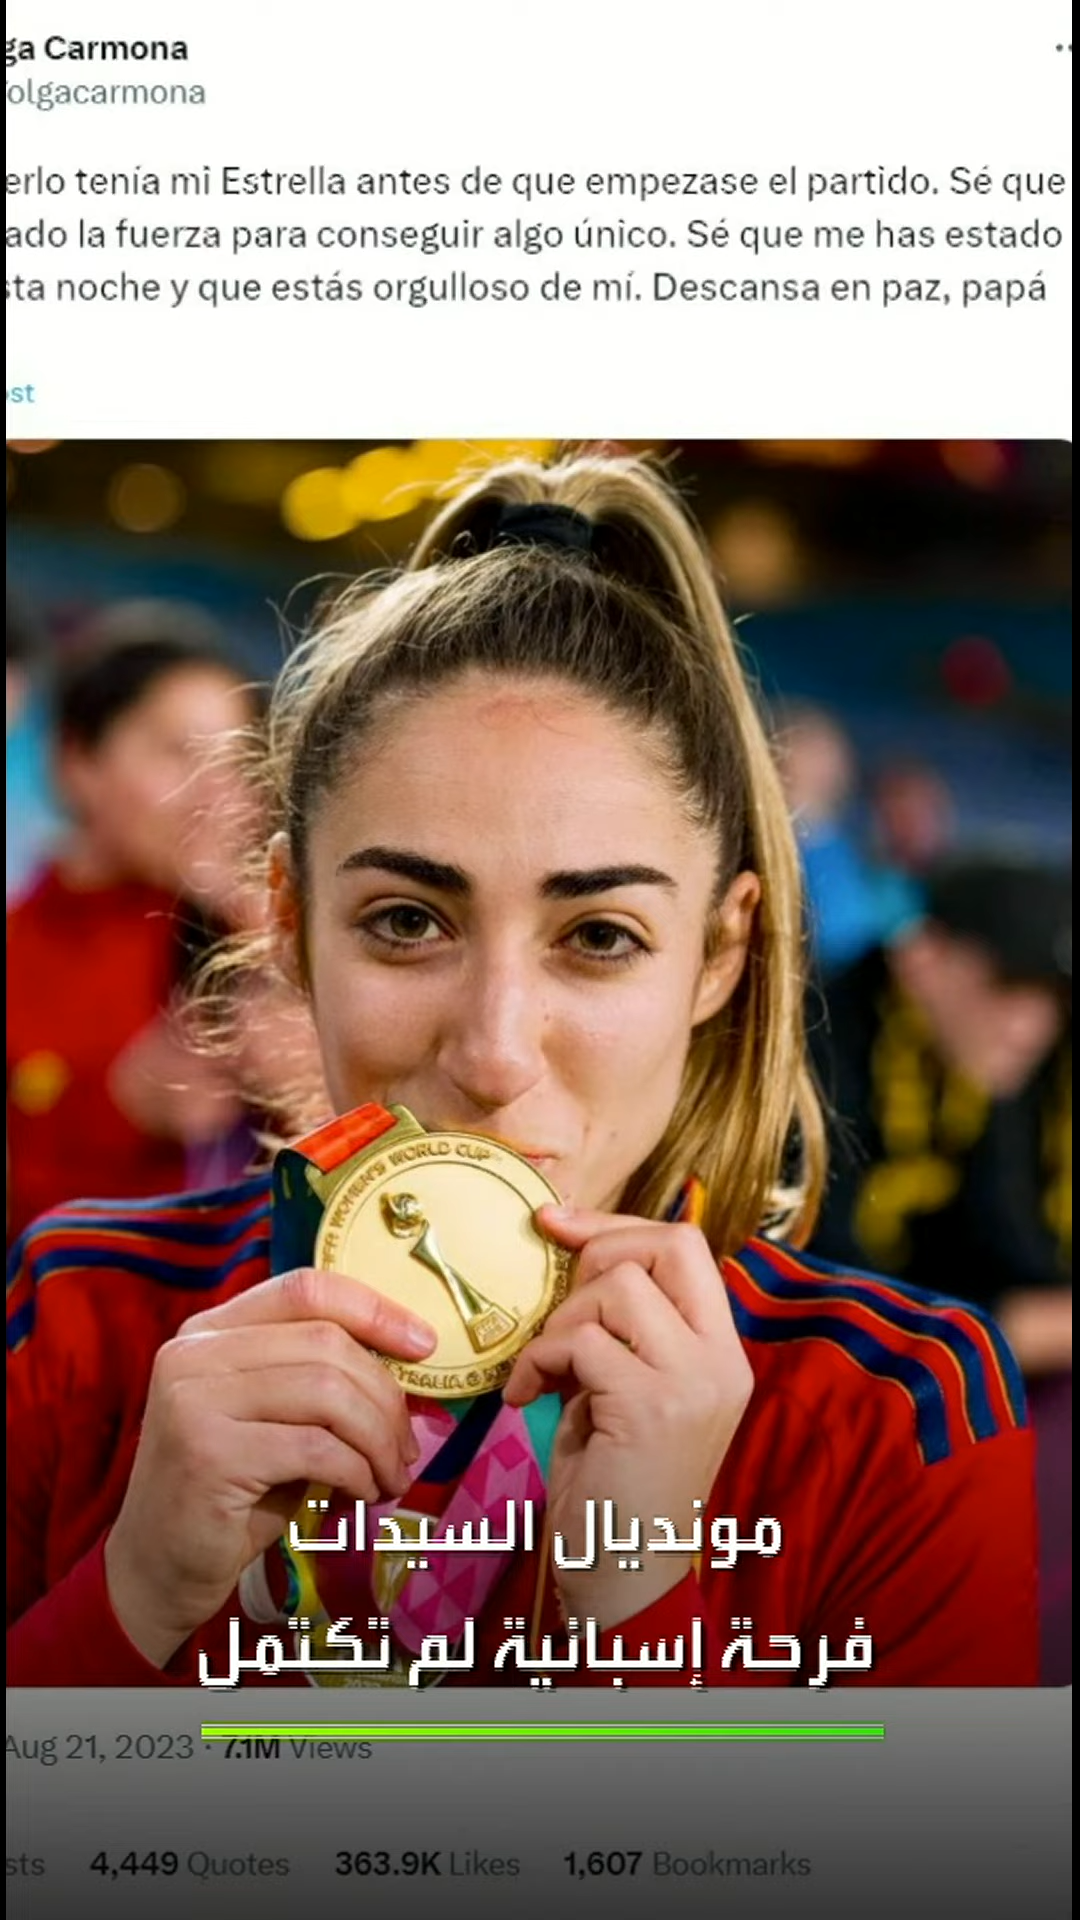 ga Carmona
olgacarmona
erlo tenía mi Estrella antes de que empezase el partido. Sé que
ado la fuerza para conseguir algo único. Sé que me has estado
sta noche y que estás orgulloso de mí. Descansa en paz, papá
ost
WOMEN'S WORLD CUP
مونديال السيدات
فرحة إسبانية لم تكتمل
Aug 21, 2023 · 7.1M Views
sts 4,449 Quotes 363.9K Likes 1,607 Bookmarks